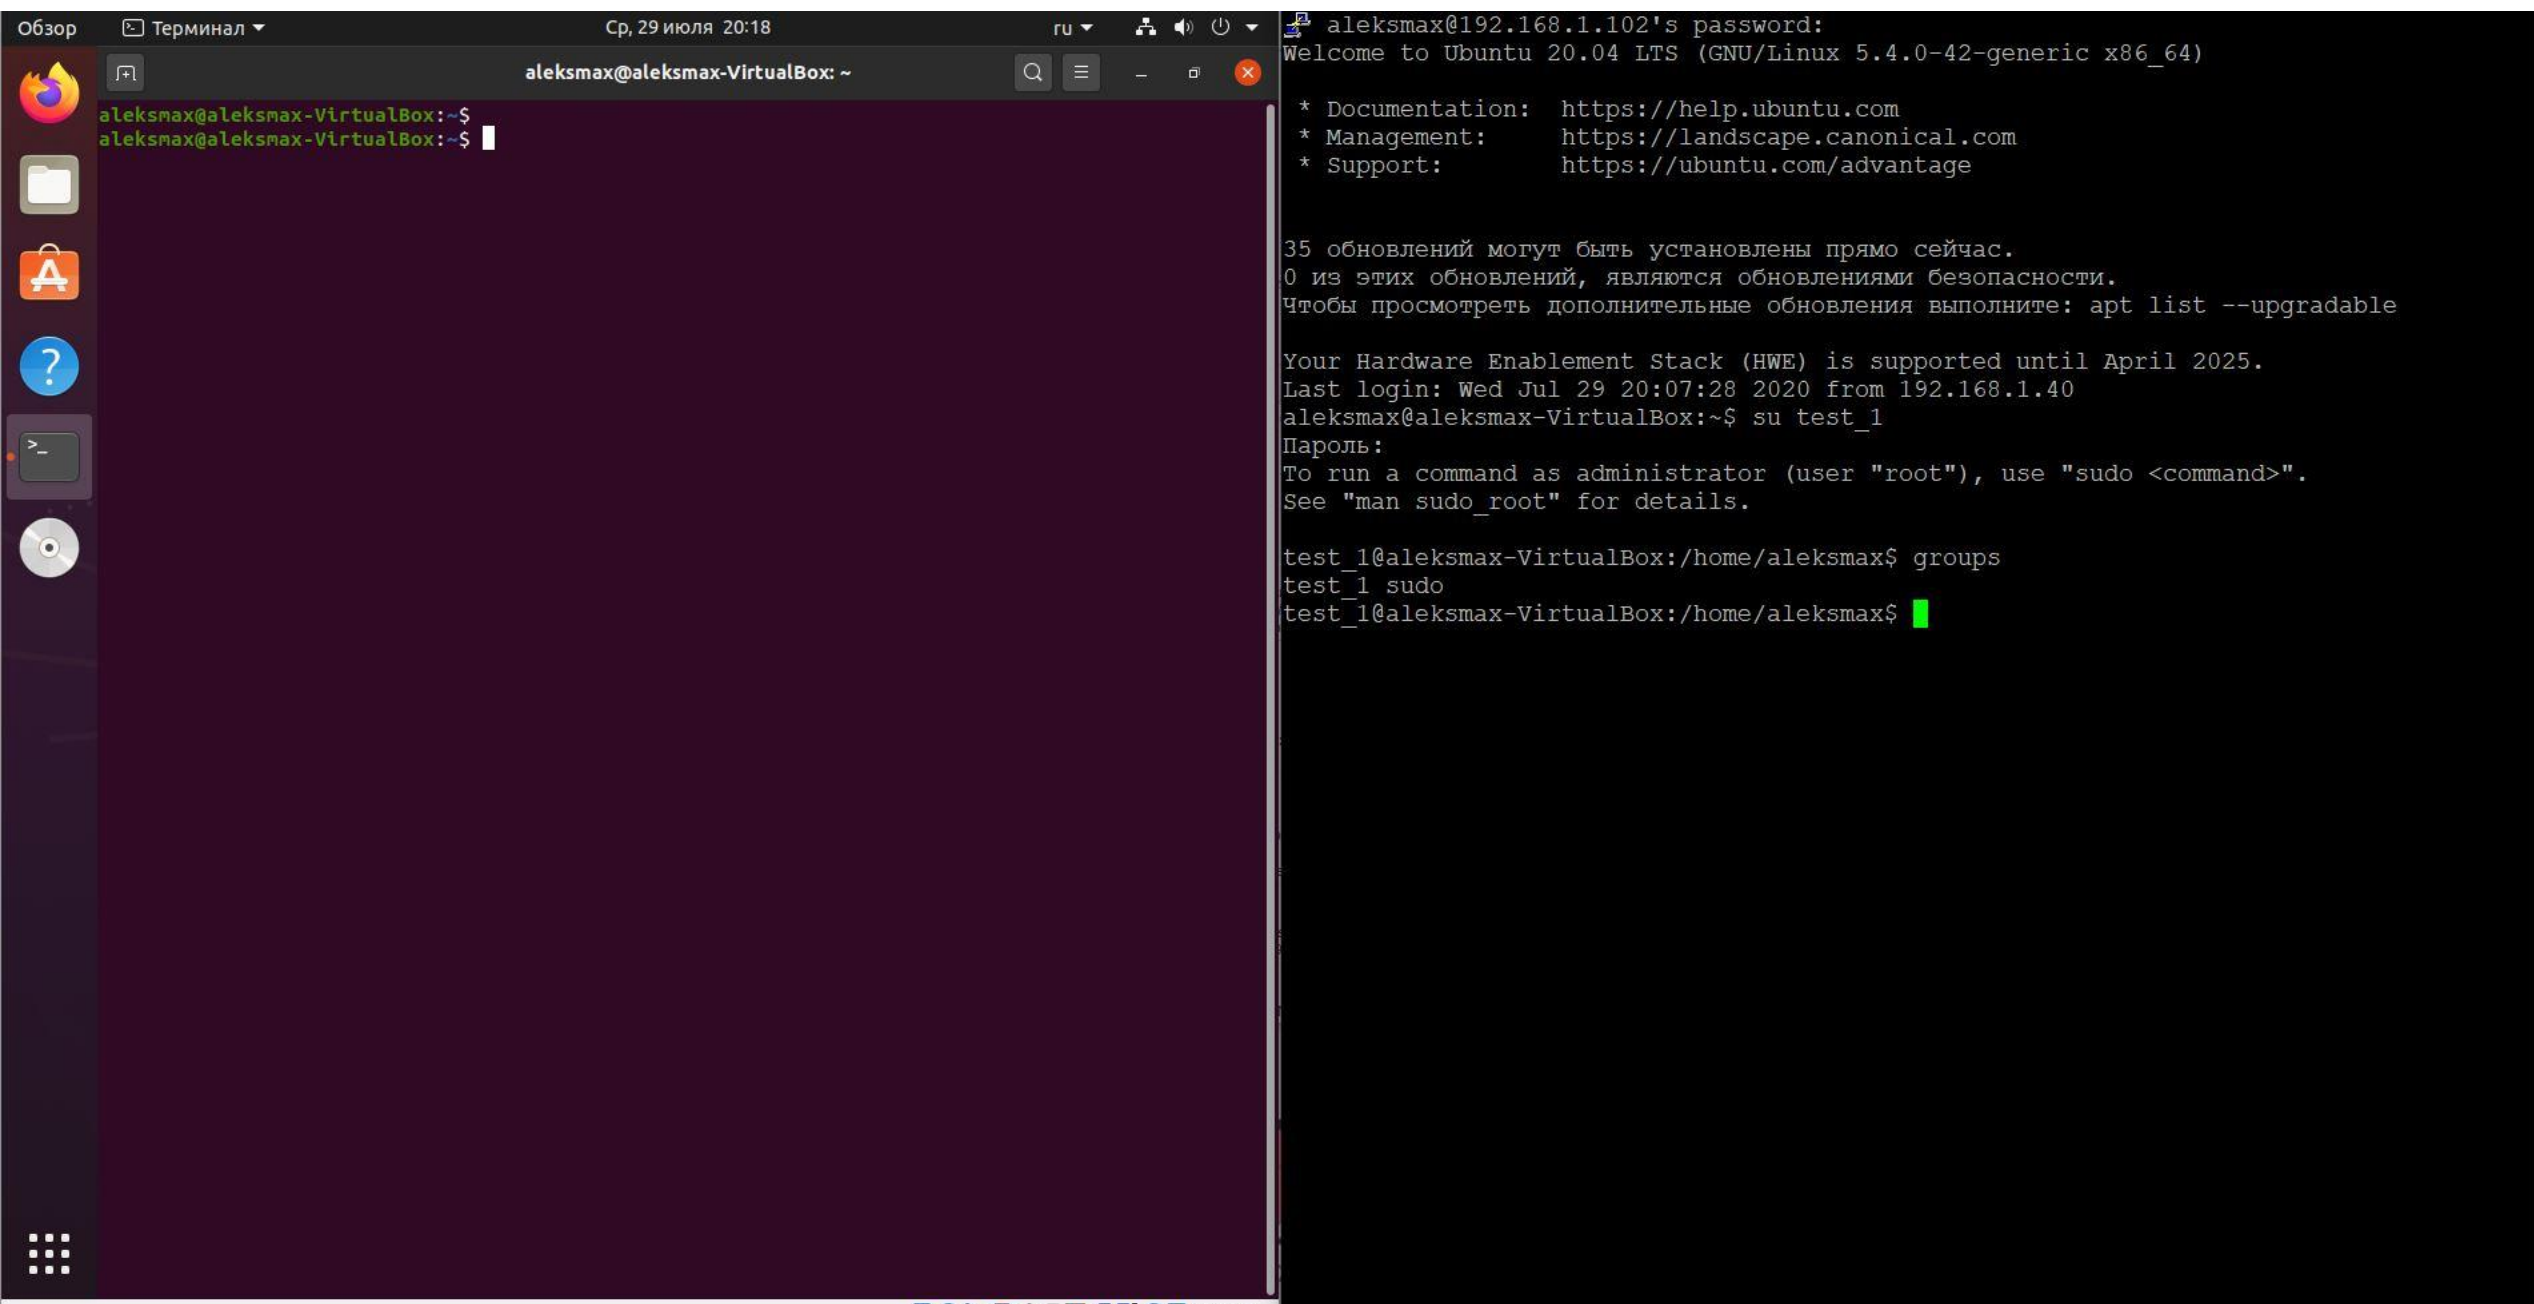 Обзор
Терминал
Ср, 29 июля 20:18
ru
aleksmax@aleksmax-VirtualBox: ~
aleksmax@aleksmax-VirtualBox:~$
aleksmax@aleksmax-VirtualBox:~$
aleksmax@192.168.1.102's password:
Welcome to Ubuntu 20.04 LTS (GNU/Linux 5.4.0-42-generic x86_64)
* Documentation: https://help.ubuntu.com
* Management: https://landscape.canonical.com
* Support: https://ubuntu.com/advantage
35 обновлений могут быть установлены прямо сейчас.
0 из этих обновлений, являются обновлениями безопасности.
Чтобы просмотреть дополнительные обновления выполните: apt list --upgradable
Your Hardware Enablement Stack (HWE) is supported until April 2025.
Last login: Wed Jul 29 20:07:28 2020 from 192.168.1.40
aleksmax@aleksmax-VirtualBox:~$ su test_1
Пароль:
To run a command as administrator (user "root"), use "sudo <command>".
See "man sudo_root" for details.
test_1@aleksmax-VirtualBox:/home/aleksmax$ groups
test_1 sudo
test_1@aleksmax-VirtualBox:/home/aleksmax$